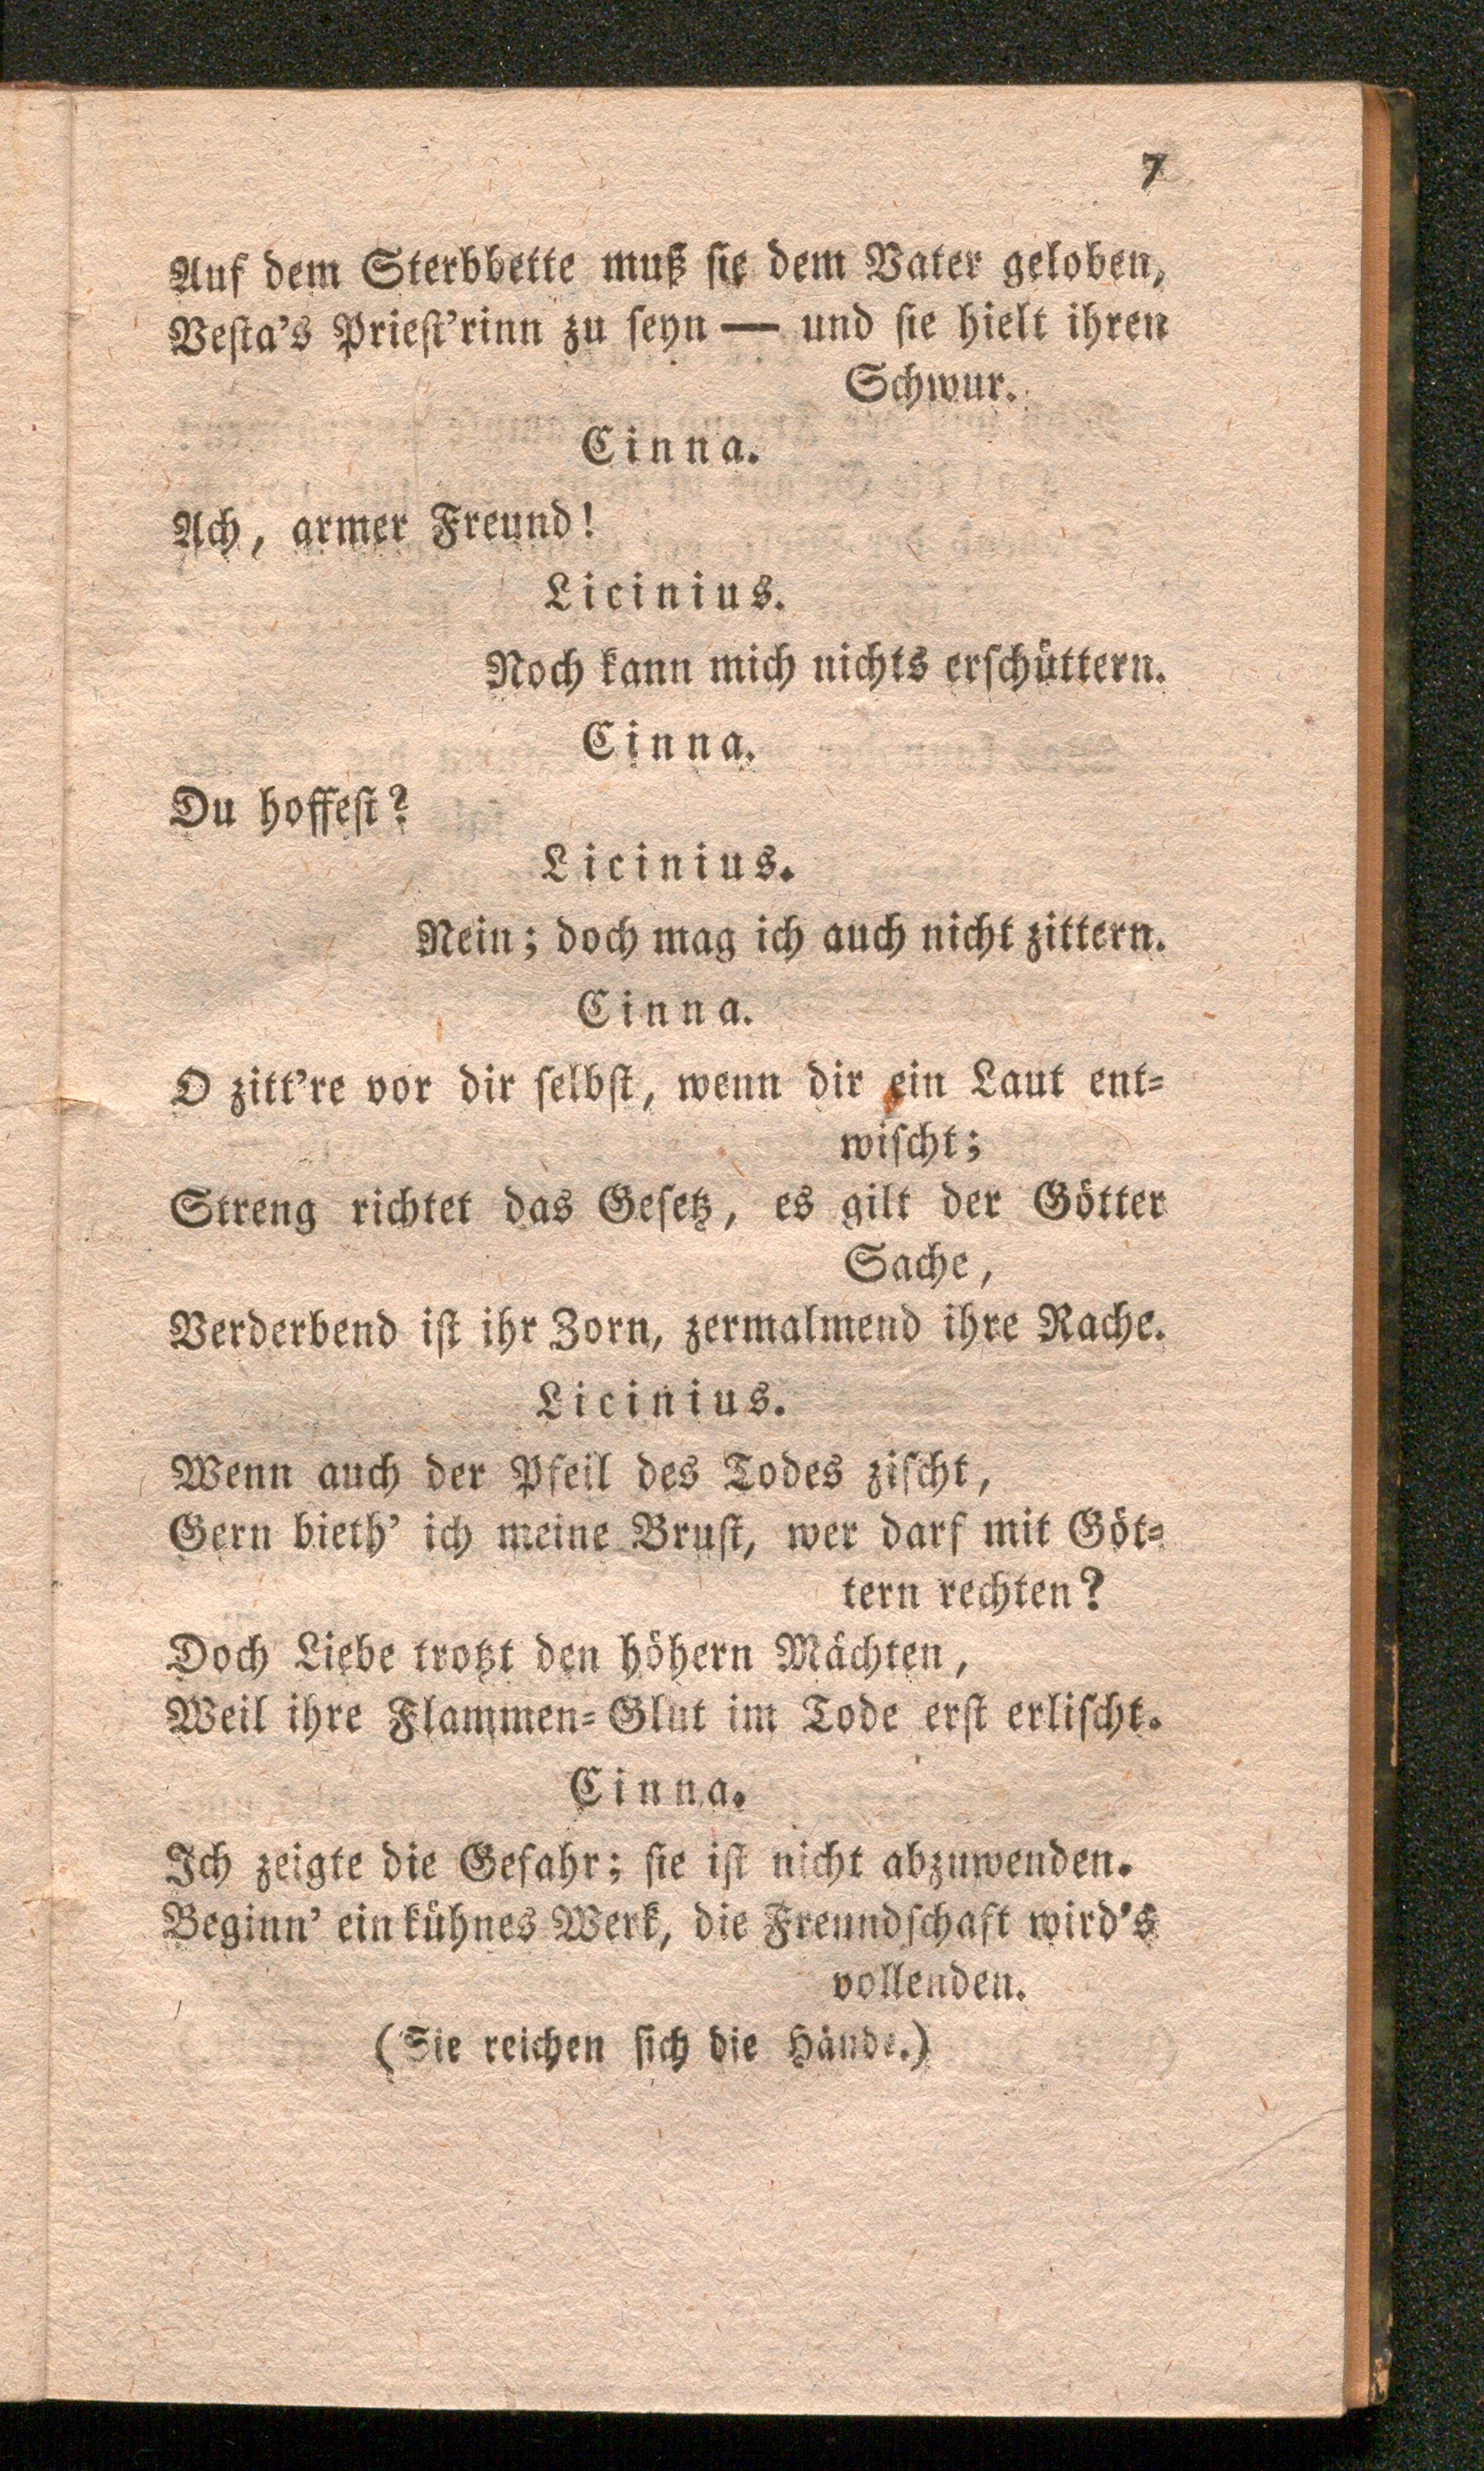 7
Auf dem Sterbbette muß sie dem Vater geloben,
Vesta's Priest'rinn zu seyn — und sie hielt ihren
Schwur.
Cinna.
Ach, armer Freund!
Licinius.
Noch kann mich nichts erschüttern.
Cinna.
Du hoffest?
Licinius.
Nein; doch mag ich auch nicht zittern.
Cinna.
O zitt're vor dir selbst, wenn dir ein Laut ent-
wischt;
Streng richtet das Gesetz, es gilt der Götter
Sache,
Verderbend ist ihr Zorn, zermalmend ihre Rache.
Licinius.
Wenn auch der Pfeil des Todes zischt,
Gern bieth' ich meine Brust, wer darf mit Göt-
tern rechten?
Doch Liebe trotzt den höhern Mächten,
Weil ihre Flammen-Glut im Tode erst erlischt.
Cinna.
Ich zeigte die Gefahr; sie ist nicht abzuwenden.
Beginn' ein kühnes Werk, die Freundschaft wird's
vollenden.
(Sie reichen sich die Hände.)